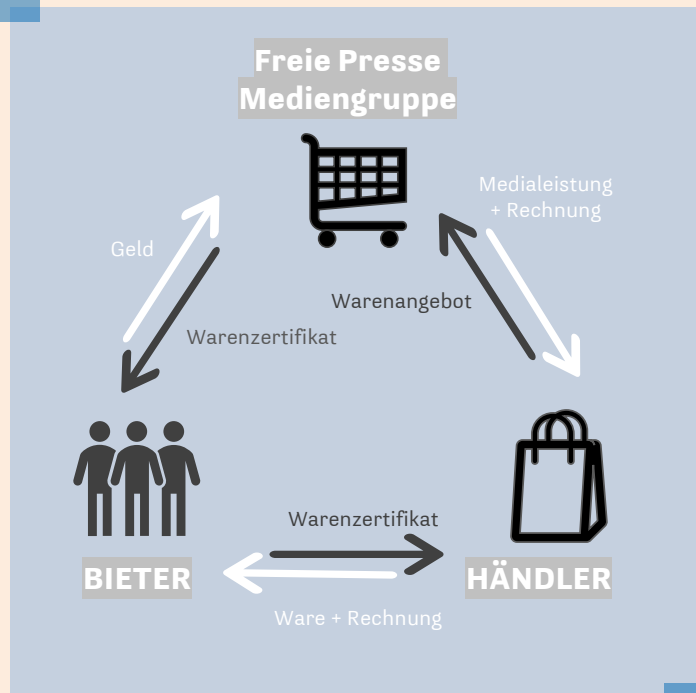 Freie Presse
Mediengruppe
Medialeistung
+ Rechnung
Geld
Warenangebot
Warenzertifikat
Warenzertifikat
BIETER
HÄNDLER
Ware + Rechnung